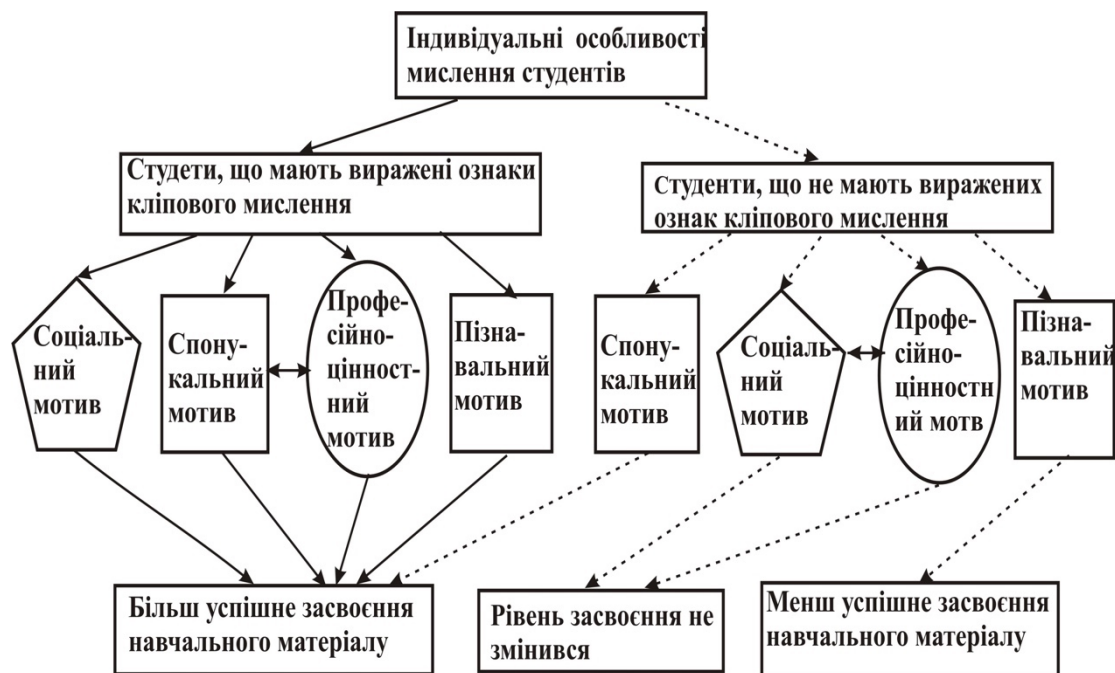 Індивідуальні особливості
мислення студентів
Студети, що мають виражені ознаки
кліпового мислення
Студенти, що не мають виражених
ознак кліпового мислення
Соціаль-
ний
мотив
Спону-
кальний
мотив
Профе-
сійно-
цінност-
ний
мотив
Пізна-
вальний
мотив
Спону-
кальний
мотив
Соціаль-
ний
мотив
Профе-
сійно-
цінностн
ий мотв
Пізна-
вальний
мотив
Більш успішне засвоєння
навчального матеріалу
Рівень засвоєння не
змінився
Менш успішне засвоєння
навчального матеріалу